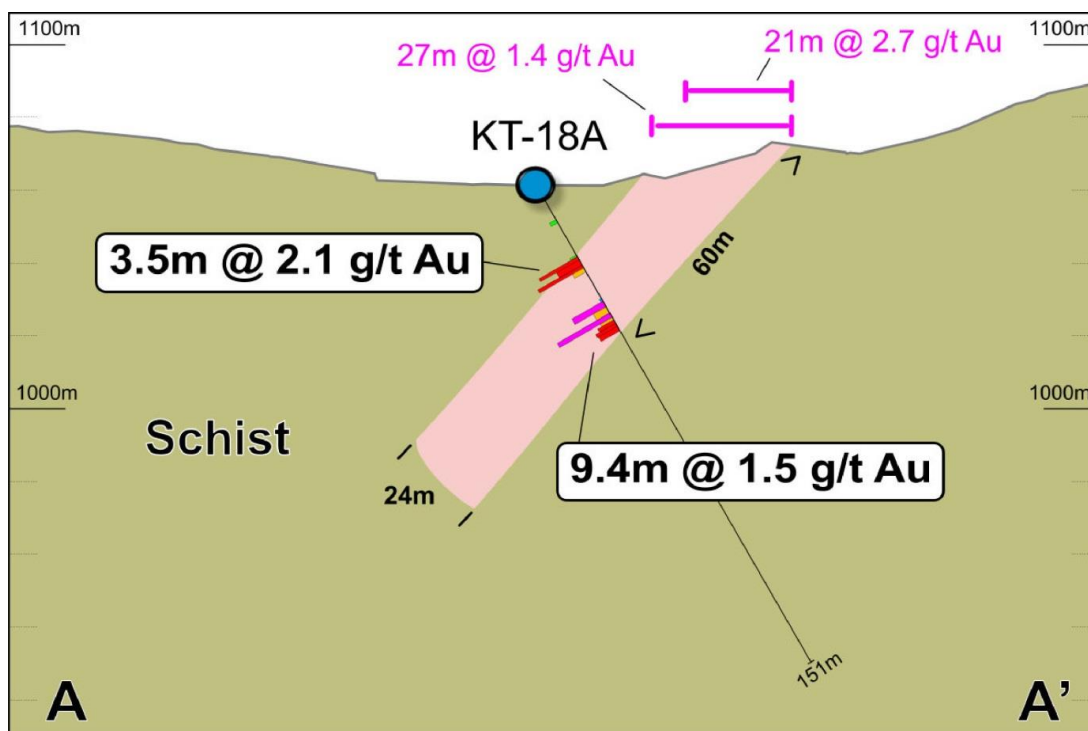 1100m
1100m
21m @ 2.7 g/t Au
27m @ 1.4 g/t Au
KT-18A
3.5m @ 2.1 g/t Au
60m
1000m
1000m
Schist
9.4m @ 1.5 g/t Au
24m
151m
A
A’